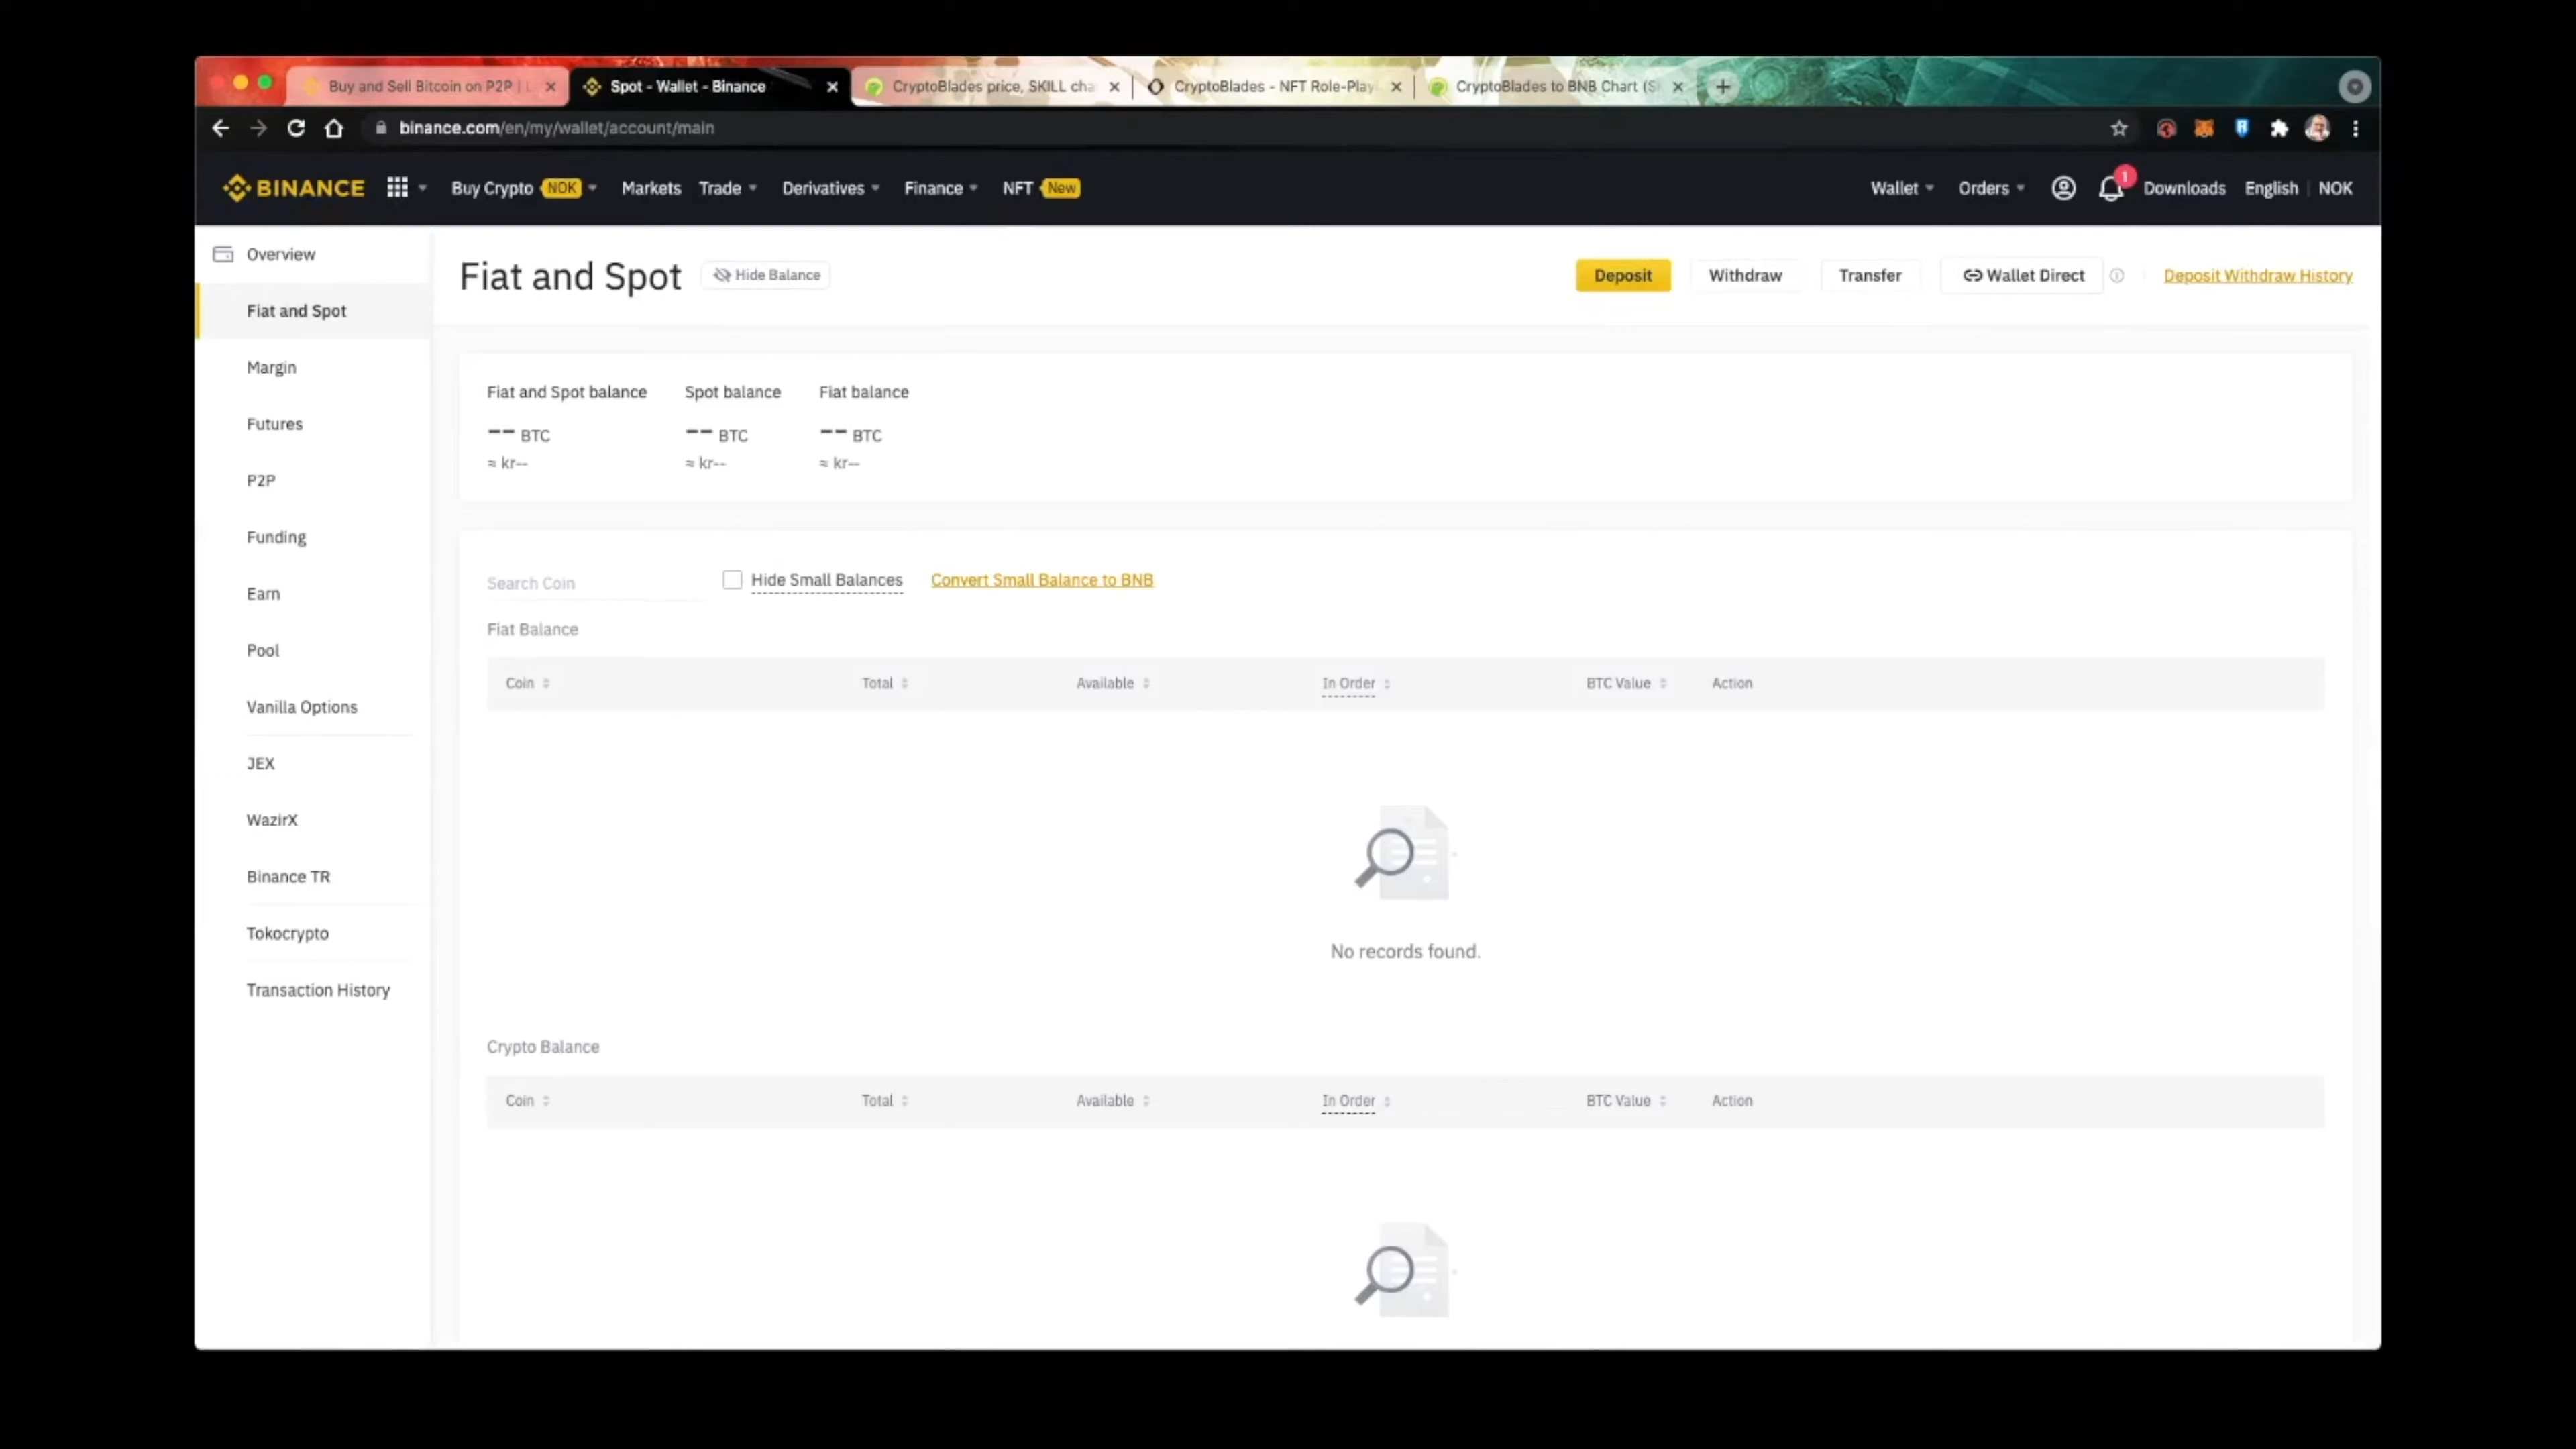 Buy and Sell Bitcoin on P2P |
Spot - Wallet - Binance
CryptoBlades price, SKILL cha
CryptoBlades - NFT Role-Play
CryptoBlades to BNB Chart (S
binance.com/en/my/wallet/account/main
BINANCE
Buy Crypto NOK
Markets
Trade
Derivatives
Finance
NFT New
Wallet
Orders
1
Downloads
English
NOK
Overview
Fiat and Spot
Margin
Futures
P2P
Funding
Earn
Pool
Vanilla Options
JEX
WazirX
Binance TR
Tokocrypto
Transaction History
Fiat and Spot
Hide Balance
Deposit
Withdraw
Transfer
Wallet Direct
Deposit Withdraw History
Fiat and Spot balance
Spot balance
Fiat balance
-- BTC
-- BTC
-- BTC
≈ kr--
≈ kr--
≈ kr--
Search Coin
Hide Small Balances
Convert Small Balance to BNB
Fiat Balance
Coin
Total
Available
In Order
BTC Value
Action
No records found.
Crypto Balance
Coin
Total
Available
In Order
BTC Value
Action